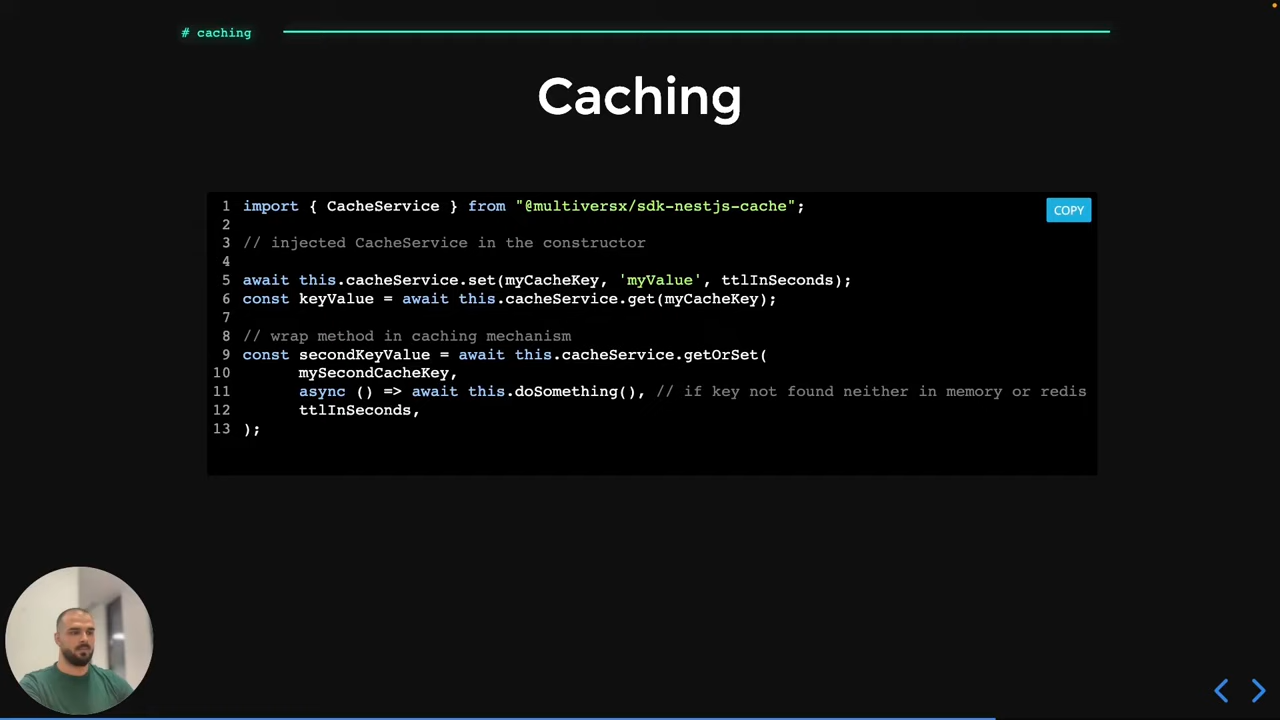 # caching
Caching
COPY
1 import { CacheService } from "@multiversx/sdk-nestjs-cache";
2
3 // injected CacheService in the constructor
4
5 await this.cacheService.set(myCacheKey, 'myValue', ttlInSeconds);
6 const keyValue = await this.cacheService.get(myCacheKey);
7
8 // wrap method in caching mechanism
9 const secondKeyValue = await this.cacheService.getOrSet(
10 mySecondCacheKey,
11 async () => await this.doSomething(), // if key not found neither in memory or redis
12 ttlInSeconds,
13 );